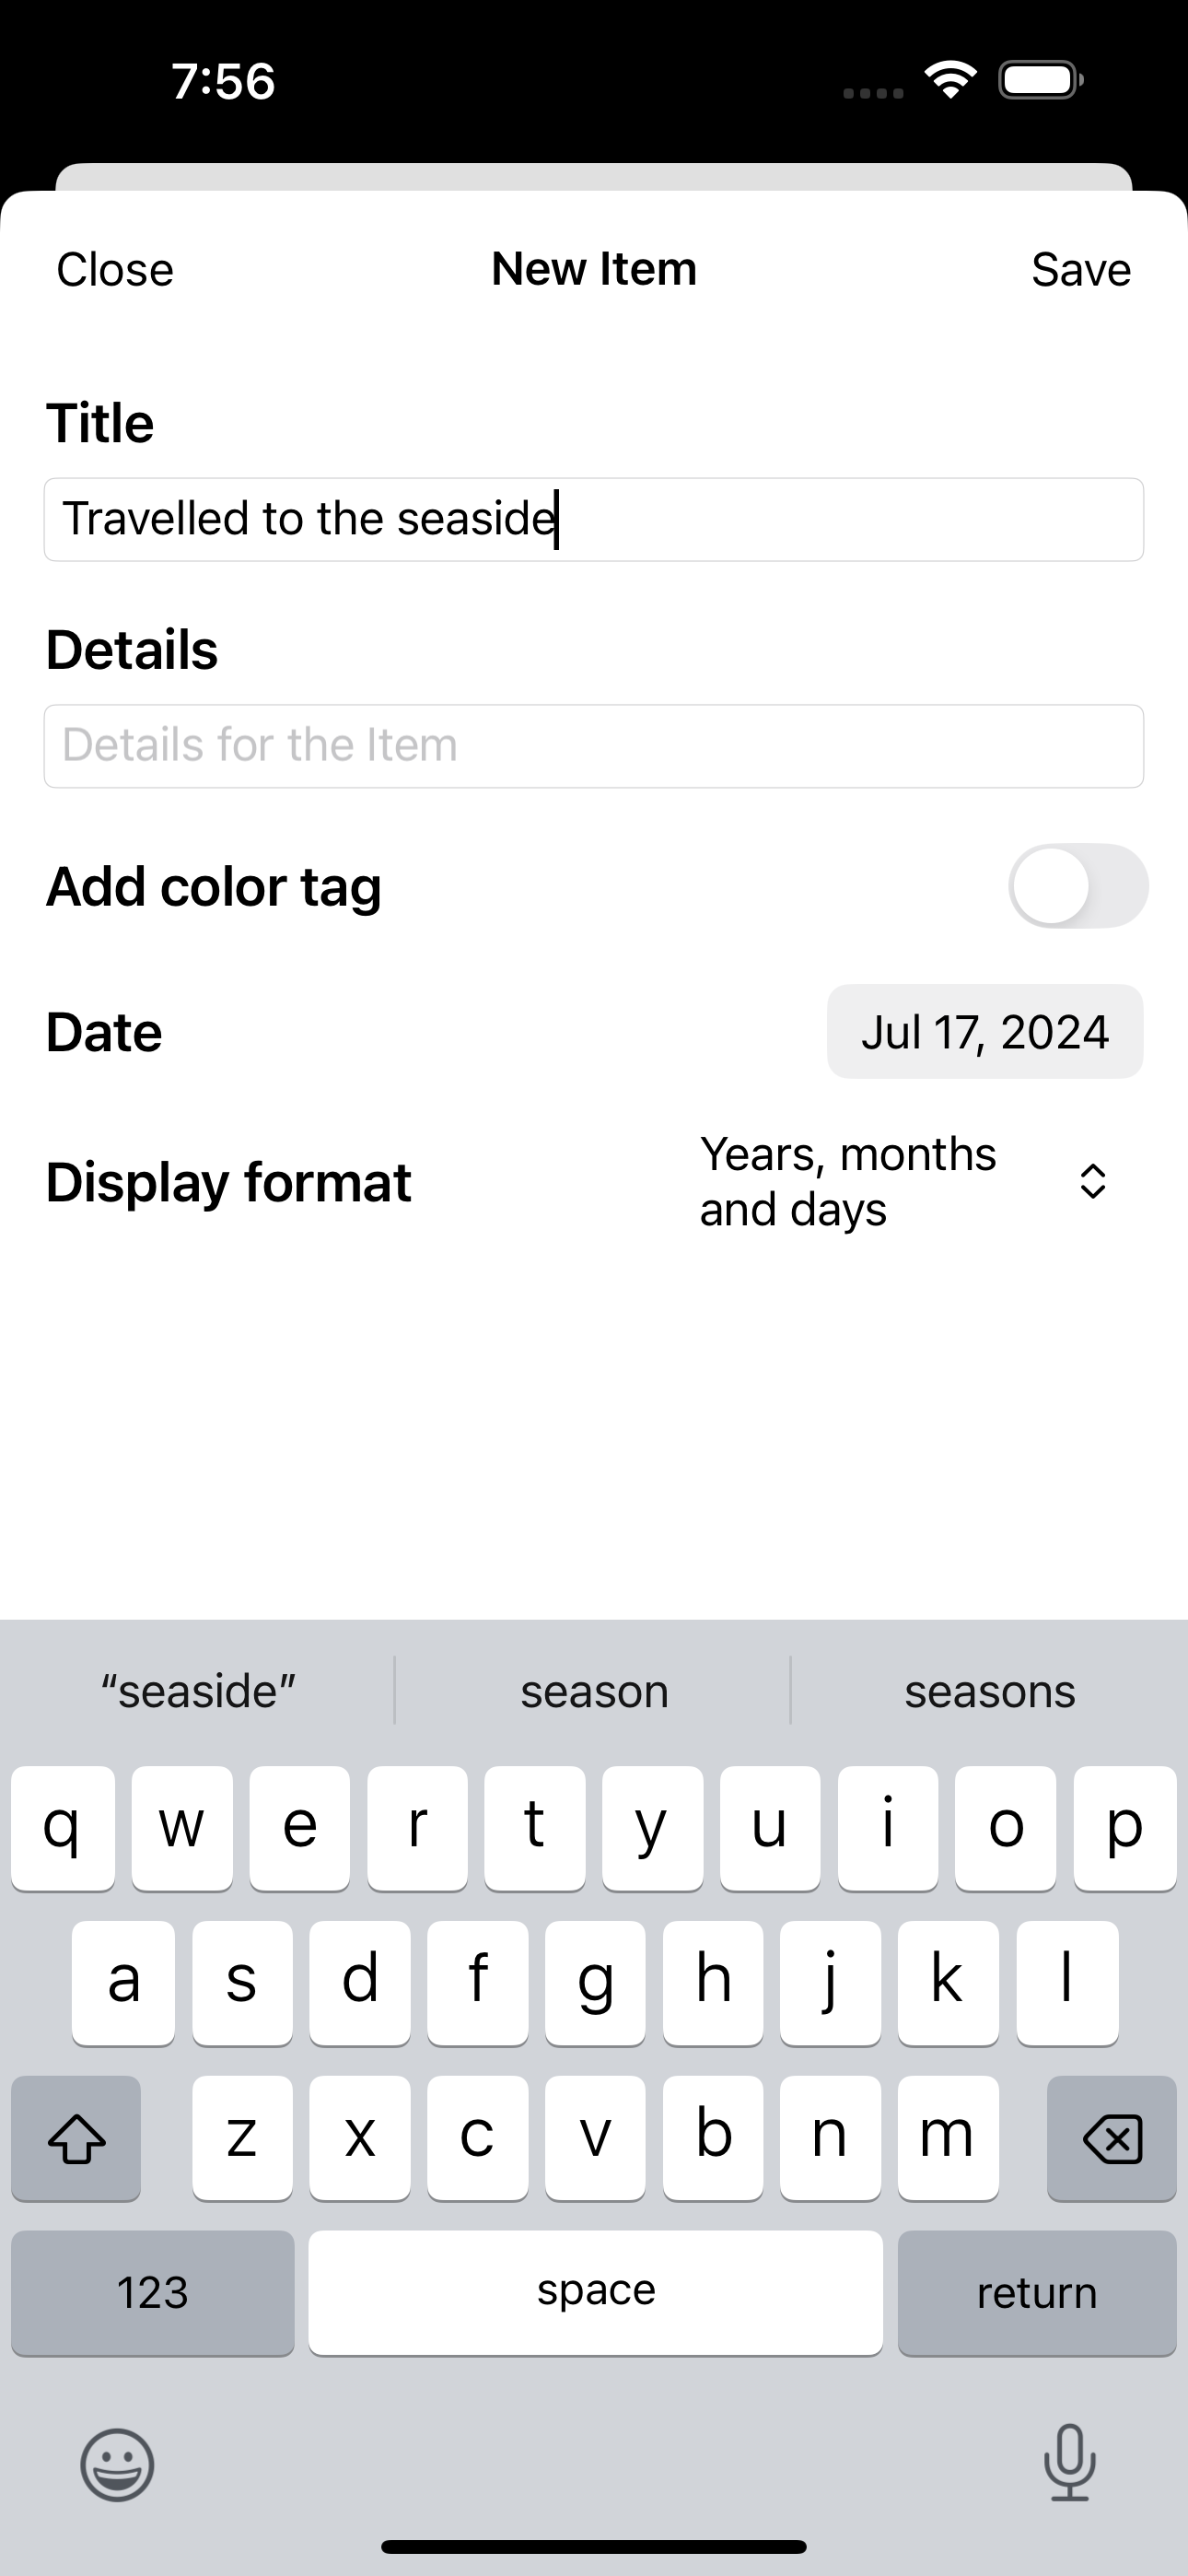 7:56
Close New Item Save
Title
Travelled to the seaside
Details
Details for the Item
Add color tag
Date Jul 17, 2024
Display format Years, months
and days
“seaside” season seasons
q w e r t y u i o p
a s d f g h j k l
z x c v b n m
123 space return